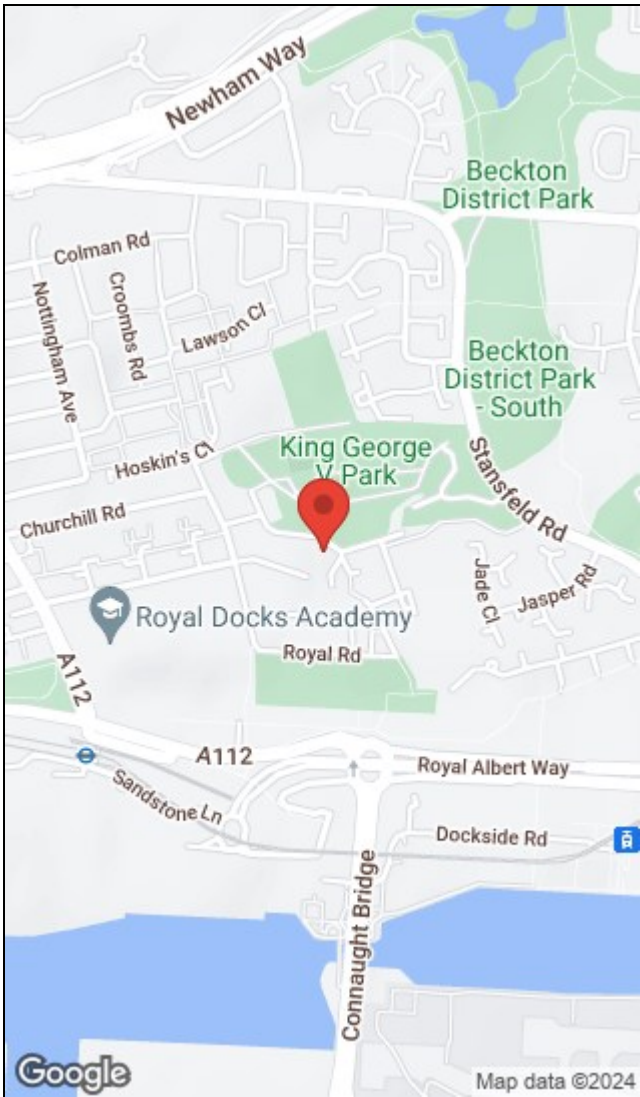 Newham Way
Beckton
District Park
Colman Rd
Nottingham Ave
Croombs Rd
Lawson Cl
Beckton
District Park
- South
King George
V Park
Hoskin's Cl
Stansfeld Rd
Churchill Rd
Jade Cl
Jasper Rd
Royal Docks Academy
Royal Rd
A112
A112
Royal Albert Way
Sandstone Ln
Dockside Rd
Connaught Bridge
Google
Map data ©2024